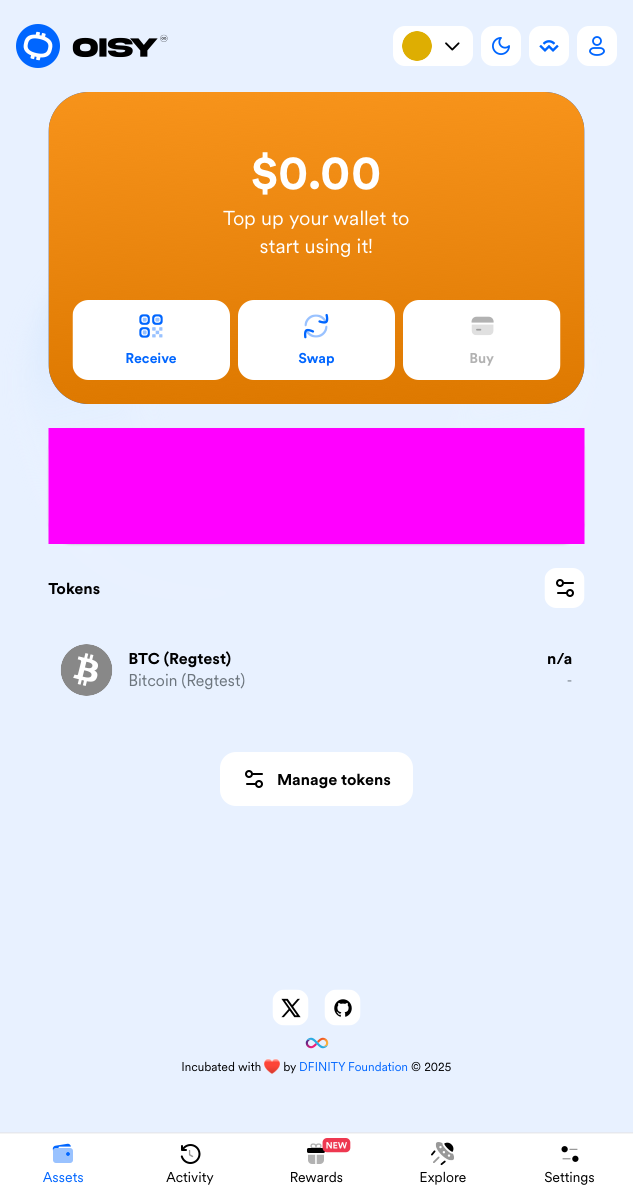 OISY
$0.00
Top up your wallet to
start using it!
Receive
Swap
Buy
Tokens
BTC (Regtest)
n/a
Bitcoin (Regtest)
-
Manage tokens
Incubated with ❤️ by DFINITY Foundation © 2025
NEW
Assets
Activity
Rewards
Explore
Settings